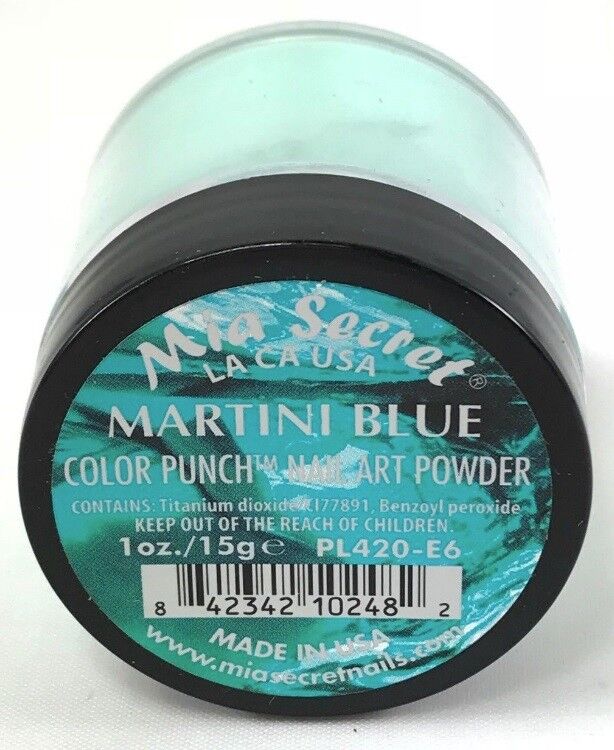 Mia Secret®
LA CA USA
MARTINI BLUE
COLOR PUNCH™ NAIL ART POWDER
CONTAINS: Titanium dioxide/CI77891, Benzoyl peroxide
KEEP OUT OF THE REACH OF CHILDREN.
1oz./15g℮ PL420-E6
8 42342 10248 2
MADE IN USA
www.miasecretnails.com